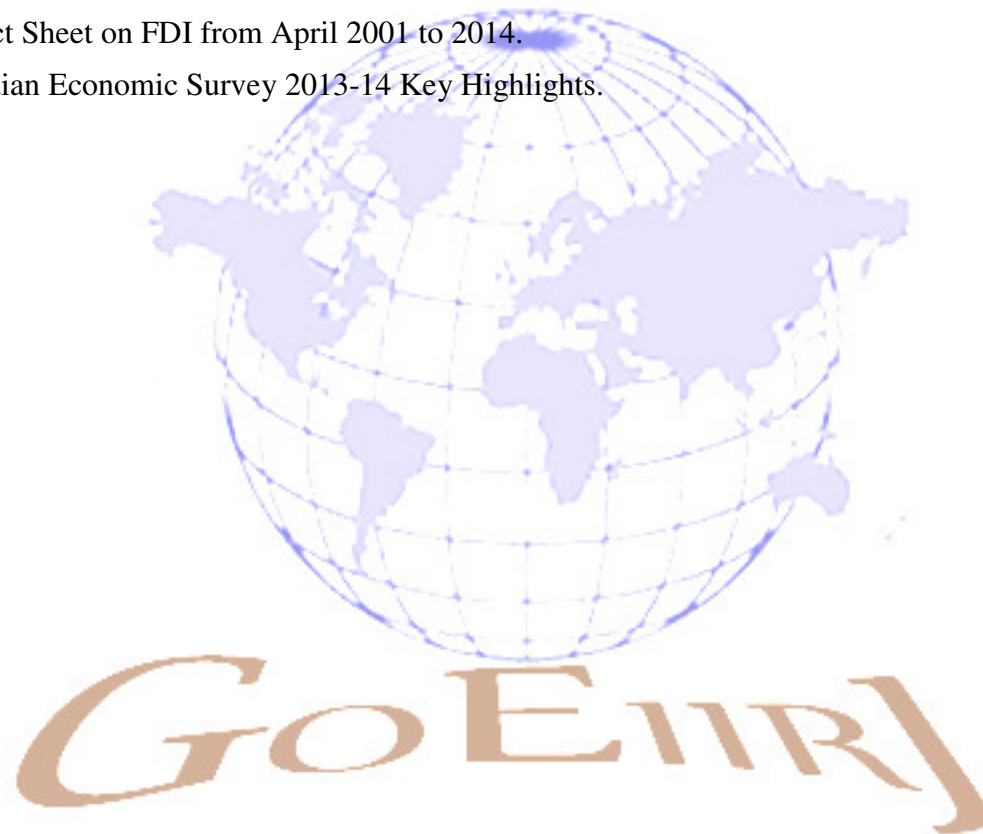 ct Sheet on FDI from April 2001 to 2014.
ian Economic Survey 2013-14 Key Highlights.
GOEIIRJ